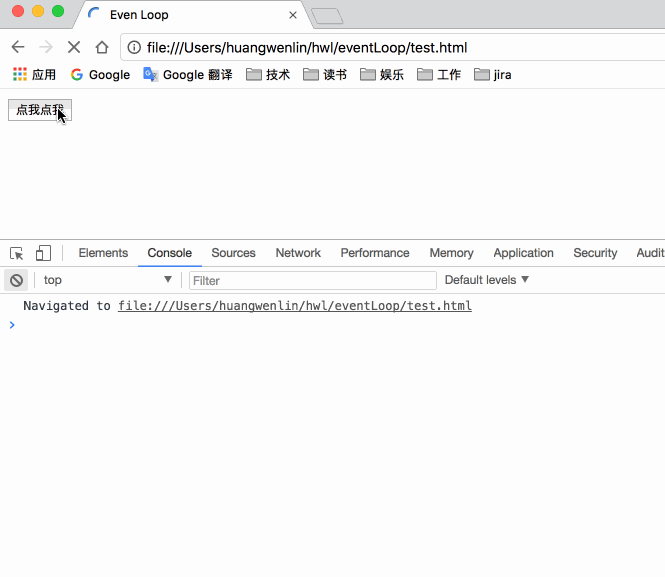 Even Loop
file:///Users/huangwenlin/hwl/eventLoop/test.html
应用 Google Google 翻译 技术 读书 娱乐 工作 jira
点我点我
Elements Console Sources Network Performance Memory Application Security Audit
top Filter Default levels
Navigated to file:///Users/huangwenlin/hwl/eventLoop/test.html